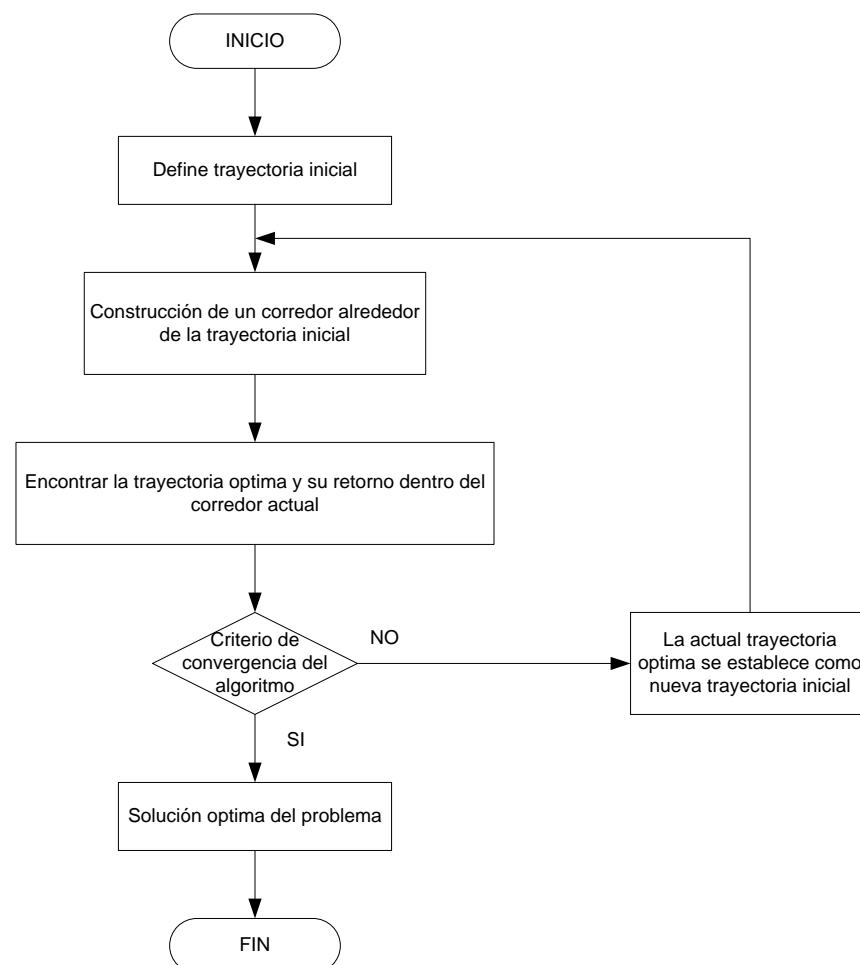 INICIO
Define trayectoria inicial
Construcción de un corredor alrededor
de la trayectoria inicial
Encontrar la trayectoria optima y su retorno dentro del
corredor actual
Criterio de
convergencia del
algoritmo
NO
La actual trayectoria
optima se establece como
nueva trayectoria inicial
SI
Solución optima del problema
FIN